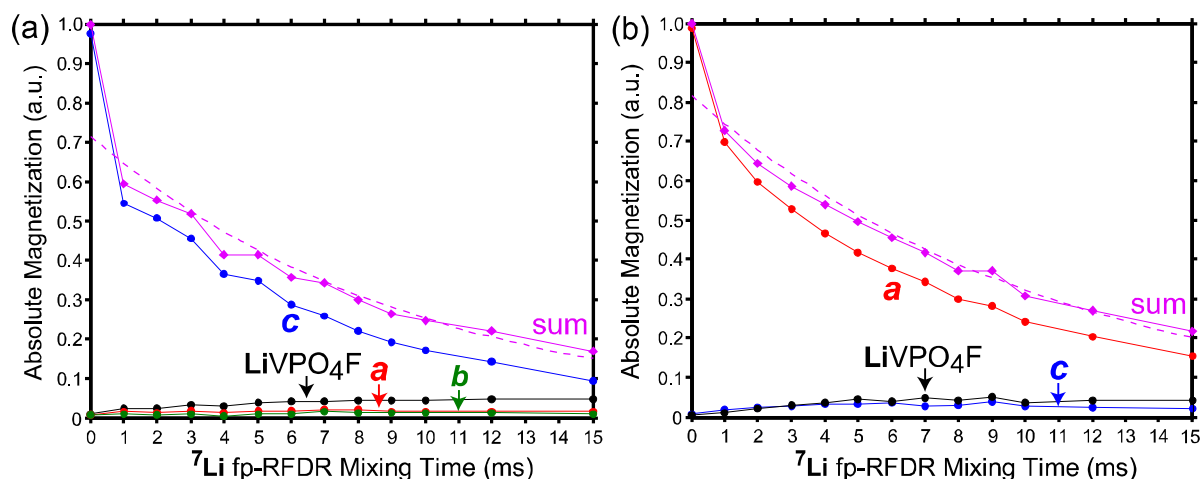 (a)
Absolute Magnetization (a.u.)
1.0
0.9
0.8
0.7
0.6
0.5
0.4
0.3
0.2
0.1
0
c
LiVPO₄F
a
b
sum
0 1 2 3 4 5 6 7 8 9 10 11 12 13 14 15
⁷Li fp-RFDR Mixing Time (ms)
(b)
Absolute Magnetization (a.u.)
1.0
0.9
0.8
0.7
0.6
0.5
0.4
0.3
0.2
0.1
0
a
sum
LiVPO₄F
c
0 1 2 3 4 5 6 7 8 9 10 11 12 13 14 15
⁷Li fp-RFDR Mixing Time (ms)